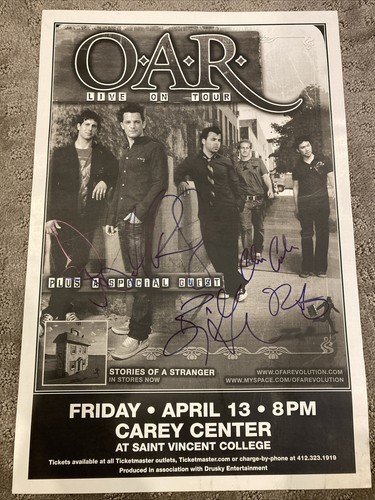 O·A·R·
LIVE ON TOUR
PLUS A SPECIAL GUEST
STORIES OF A STRANGER
IN STORES NOW
WWW.OFAREVOLUTION.COM
WWW.MYSPACE.COM/OFAREVOLUTION
FRIDAY • APRIL 13 • 8PM
CAREY CENTER
AT SAINT VINCENT COLLEGE
Tickets available at all Ticketmaster outlets, Ticketmaster.com or charge-by-phone at 412.323.1919
Produced in association with Drusky Entertainment